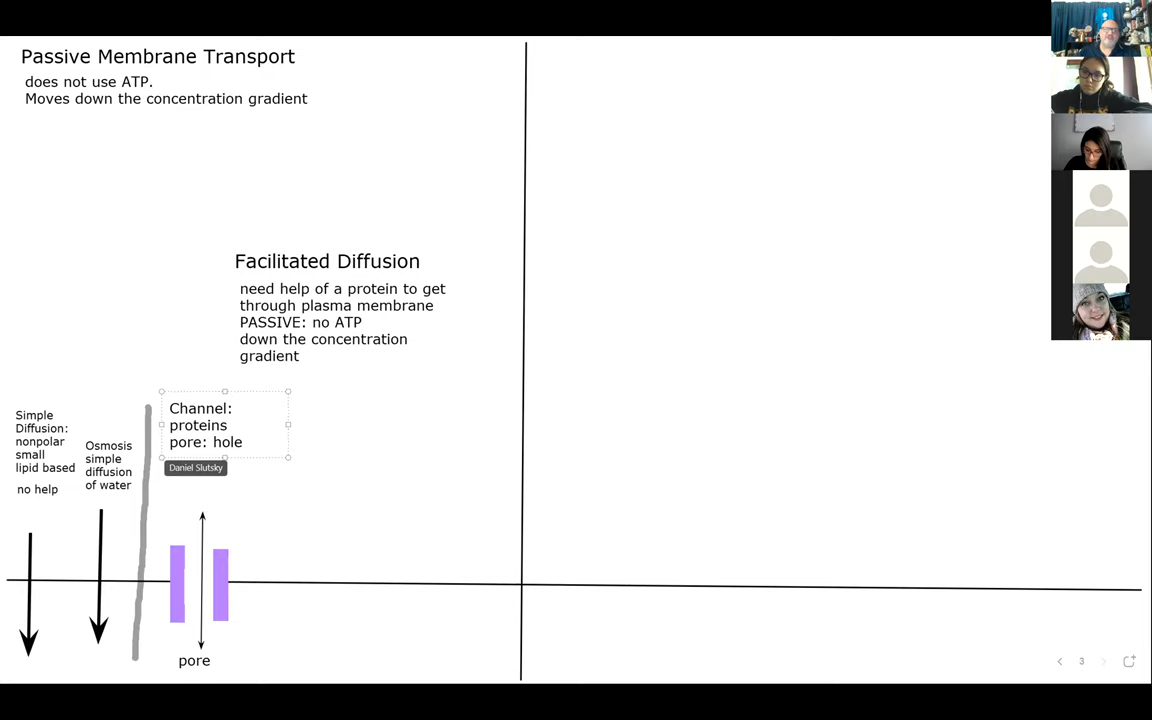 Passive Membrane Transport
does not use ATP.
Moves down the concentration gradient
Facilitated Diffusion
need help of a protein to get
through plasma membrane
PASSIVE: no ATP
down the concentration
gradient
Simple
Diffusion:
nonpolar
small
lipid based
no help
Osmosis
simple
diffusion
of water
Channel:
proteins
pore: hole
Daniel Slutsky
pore
3